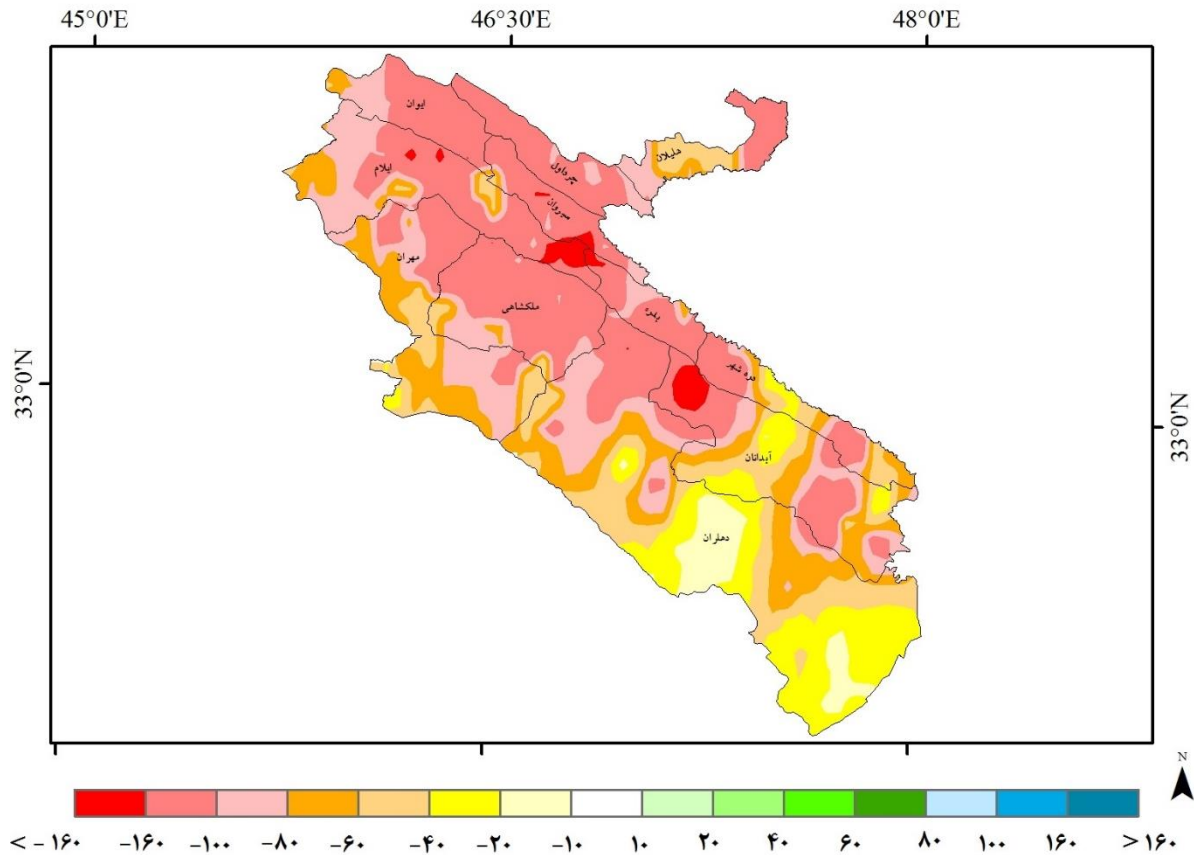 45°0'E 46°30'E 48°0'E
ایوان
هلیلان
ایلام
چرداول
سیروان
مهران
ملکشاهی
بدره
33°0'N
دره شهر
33°0'N
آبدانان
دهلران
N
< -۱۶۰ -۱۶۰ -۱۰۰ -۸۰ -۶۰ -۴۰ -۲۰ -۱۰ ۱۰ ۲۰ ۴۰ ۶۰ ۸۰ ۱۰۰ ۱۶۰ > ۱۶۰